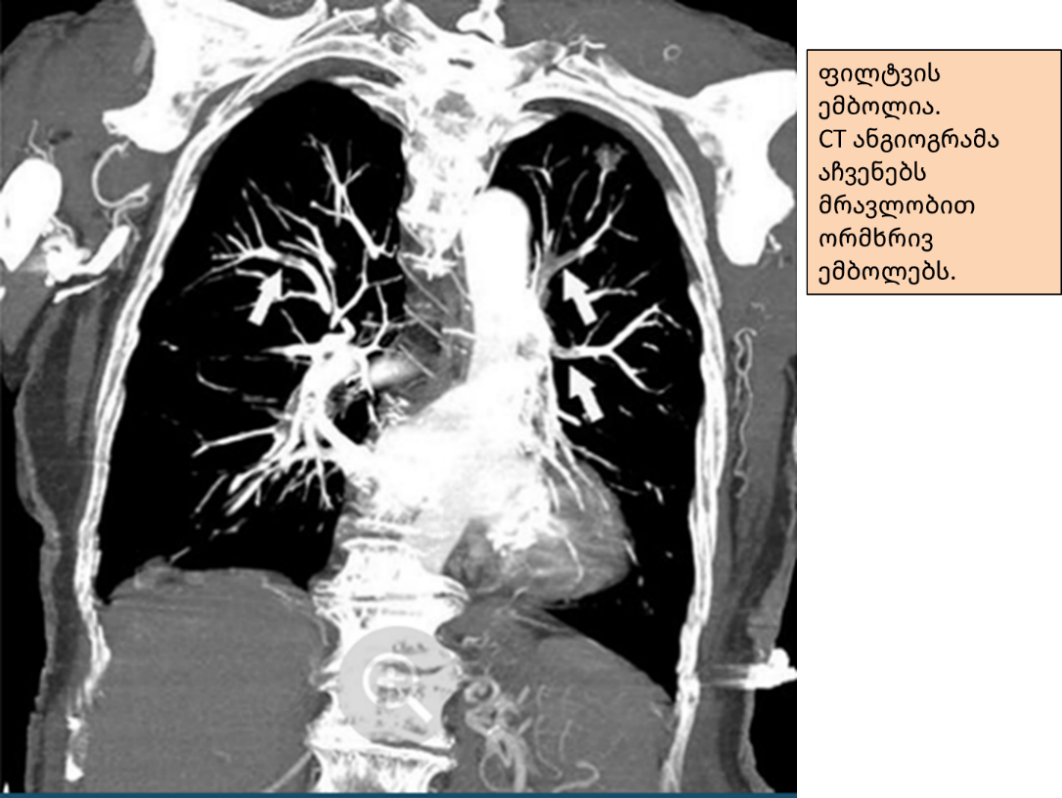 ფილტვის
ემბოლია.
CT ანგიოგრამა
აჩვენებს
მრავლობით
ორმხრივ
ემბოლებს.